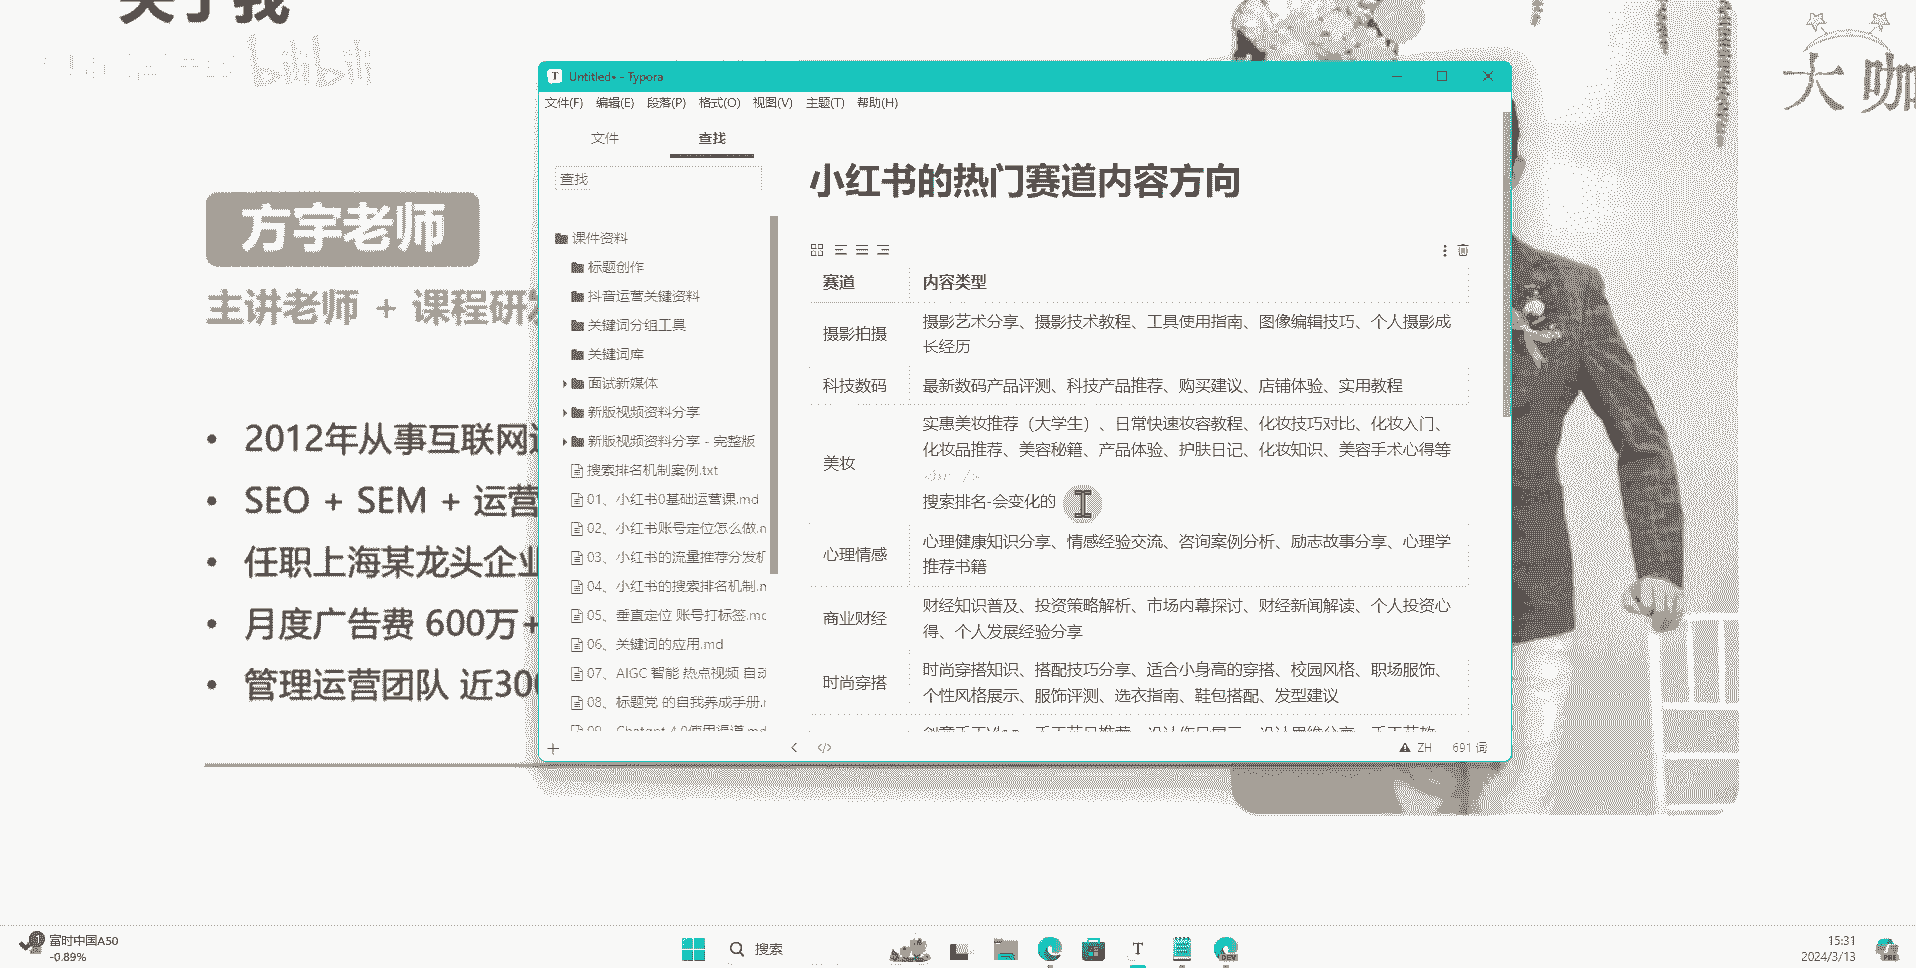 关于我
bilibili
大咖
方宇老师
主讲老师 + 课程研发
2012年从事互联网
SEO + SEM + 运营
任职上海某龙头企业
月度广告费 600万+
管理运营团队 近300
Untitled• - Typora
文件(F) 编辑(E) 段落(P) 格式(O) 视图(V) 主题(T) 帮助(H)
文件 查找
查找
课件资料
标题创作
抖音运营关键资料
关键词分组工具
关键词库
面试新媒体
新版视频资料分享
新版视频资料分享 - 完整版
搜索排名机制案例.txt
01、小红书0基础运营课.md
02、小红书账号定位怎么做.m
03、小红书的流量推荐分发机
04、小红书的搜索排名机制.m
05、垂直定位 账号打标签.mc
06、关键词的应用.md
07、AIGC 智能 热点视频 自动
08、标题党 的自我养成手册.r
09、Chatgpt 4.0使用渠道.md
小红书的热门赛道内容方向
赛道 内容类型
摄影拍摄 摄影艺术分享、摄影技术教程、工具使用指南、图像编辑技巧、个人摄影成
长经历
科技数码 最新数码产品评测、科技产品推荐、购买建议、店铺体验、实用教程
美妆 实惠美妆推荐（大学生）、日常快速妆容教程、化妆技巧对比、化妆入门、
化妆品推荐、美容秘籍、产品体验、护肤日记、化妆知识、美容手术心得等
<br />
搜索排名-会变化的
心理情感 心理健康知识分享、情感经验交流、咨询案例分析、励志故事分享、心理学
推荐书籍
商业财经 财经知识普及、投资策略解析、市场内幕探讨、财经新闻解读、个人投资心
得、个人发展经验分享
时尚穿搭 时尚穿搭知识、搭配技巧分享、适合小身高的穿搭、校园风格、职场服饰、
个性风格展示、服饰评测、选衣指南、鞋包搭配、发型建议
ZH 691 词
富时中国A50
-0.89%
搜索
DEV
15:31
2024/3/13
PRE